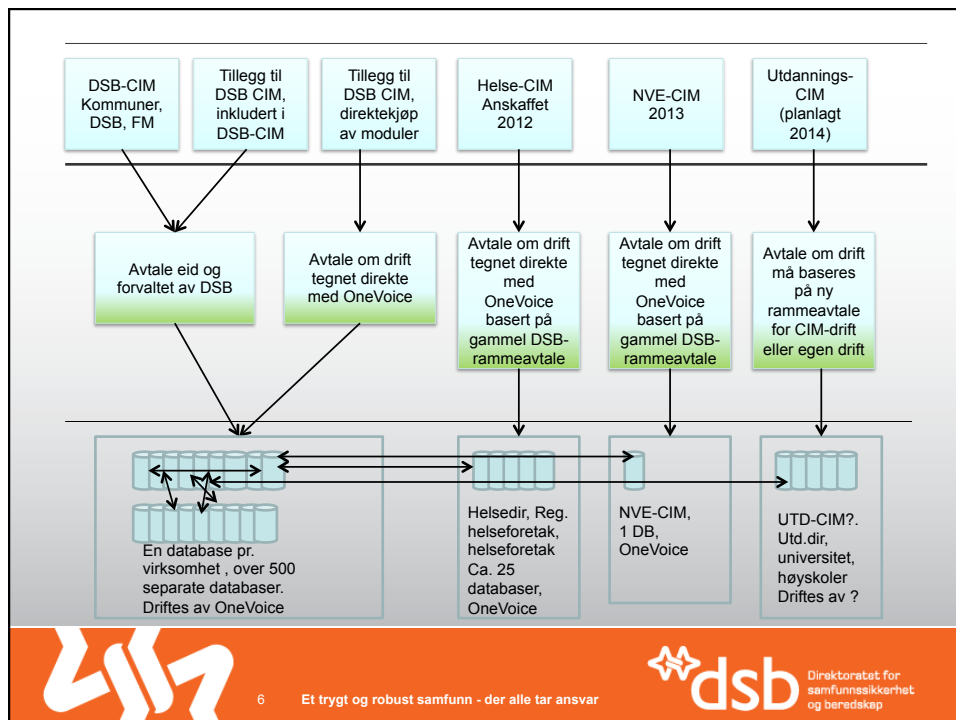 DSB-CIM
Kommuner,
DSB, FM
Tillegg til
DSB CIM,
inkludert i
DSB-CIM
Tillegg til
DSB CIM,
direktekjøp
av moduler
Helse-CIM
Anskaffet
2012
NVE-CIM
2013
Utdannings-
CIM
(planlagt
2014)
Avtale eid og
forvaltet av DSB
Avtale om drift
tegnet direkte
med OneVoice
Avtale om drift
tegnet direkte
med
OneVoice
basert på
gammel DSB-
rammeavtale
Avtale om drift
tegnet direkte
med
OneVoice
basert på
gammel DSB-
rammeavtale
Avtale om drift
må baseres
på ny
rammeavtale
for CIM-drift
eller egen drift
En database pr.
virksomhet , over 500
separate databaser.
Driftes av OneVoice
Helsedir, Reg.
helseforetak,
helseforetak
Ca. 25
databaser,
OneVoice
NVE-CIM,
1 DB,
OneVoice
UTD-CIM?.
Utd.dir,
universitet,
høyskoler
Driftes av ?
6
Et trygt og robust samfunn - der alle tar ansvar
dsb
Direktoratet for
samfunnssikkerhet
og beredskap